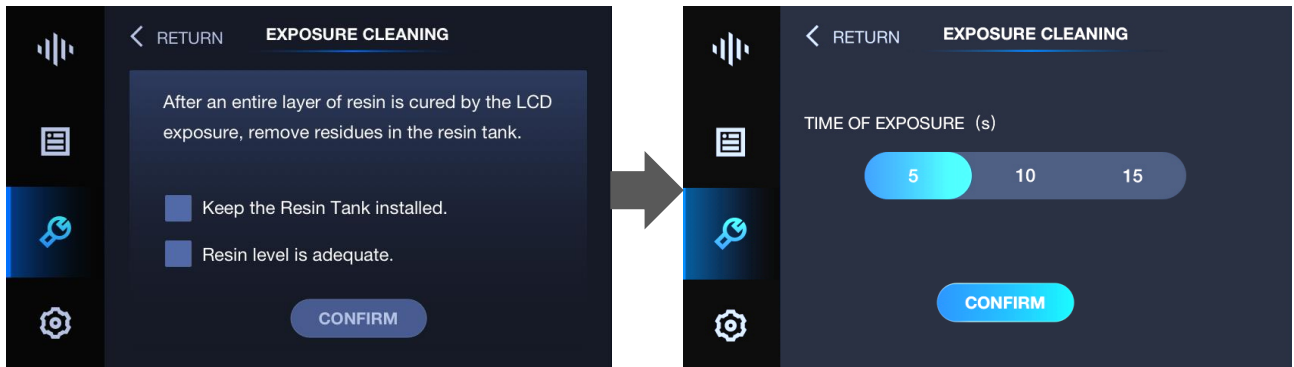 RETURN
EXPOSURE CLEANING
After an entire layer of resin is cured by the LCD
exposure, remove residues in the resin tank.
Keep the Resin Tank installed.
Resin level is adequate.
CONFIRM
RETURN
EXPOSURE CLEANING
TIME OF EXPOSURE (s)
5 10 15
CONFIRM